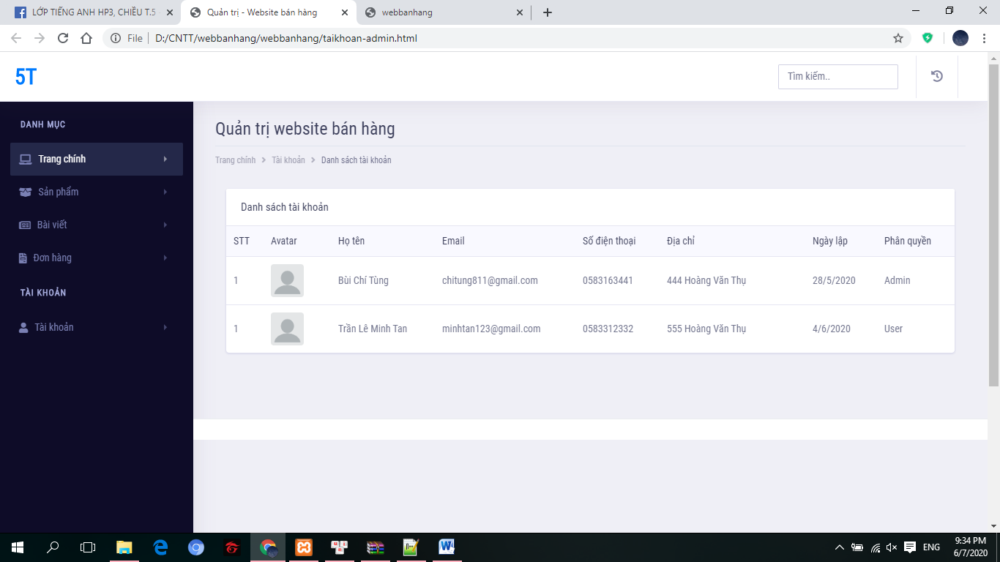 LỚP TIẾNG ANH HP3, CHIỀU T.5
Quản trị - Website bán hàng
webbanhang
File
D:/CNTT/webbanhang/webbanhang/taikhoan-admin.html
5T
Tìm kiếm..
DANH MỤC
Trang chính
Sản phẩm
Bài viết
Đơn hàng
TÀI KHOẢN
Tài khoản
Quản trị website bán hàng
Trang chính > Tài khoản > Danh sách tài khoản
Danh sách tài khoản
STT Avatar Họ tên Email Số điện thoại Địa chỉ Ngày lập Phân quyền
1 Bùi Chí Tùng chitung811@gmail.com 0583163441 444 Hoàng Văn Thụ 28/5/2020 Admin
1 Trần Lê Minh Tan minhtan123@gmail.com 0583312332 555 Hoàng Văn Thụ 4/6/2020 User
ENG
9:34 PM
6/7/2020